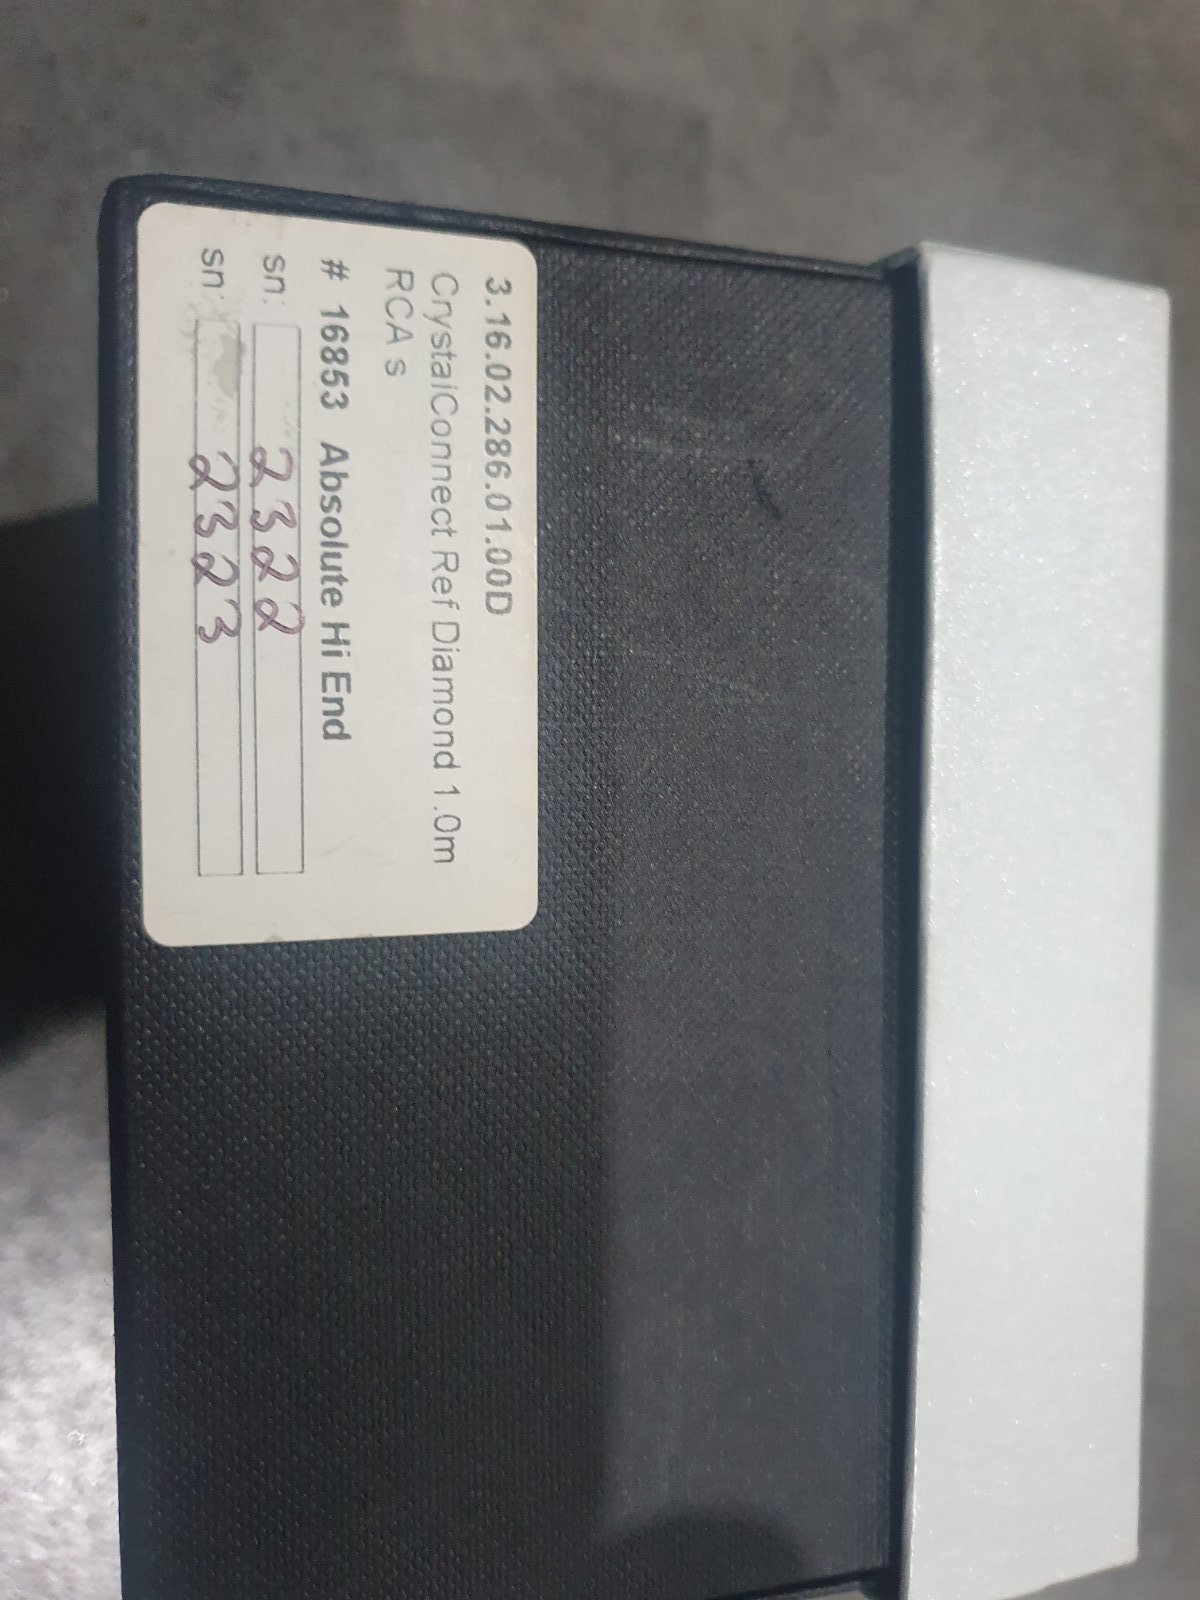 3.16.02.286.01.00D
CrystalConnect Ref Diamond 1.0m
RCA s
# 16853 Absolute Hi End
sn: 2322
sn: 2323